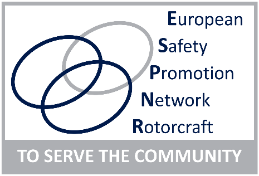 European
Safety
Promotion
Network
Rotorcraft
TO SERVE THE COMMUNITY